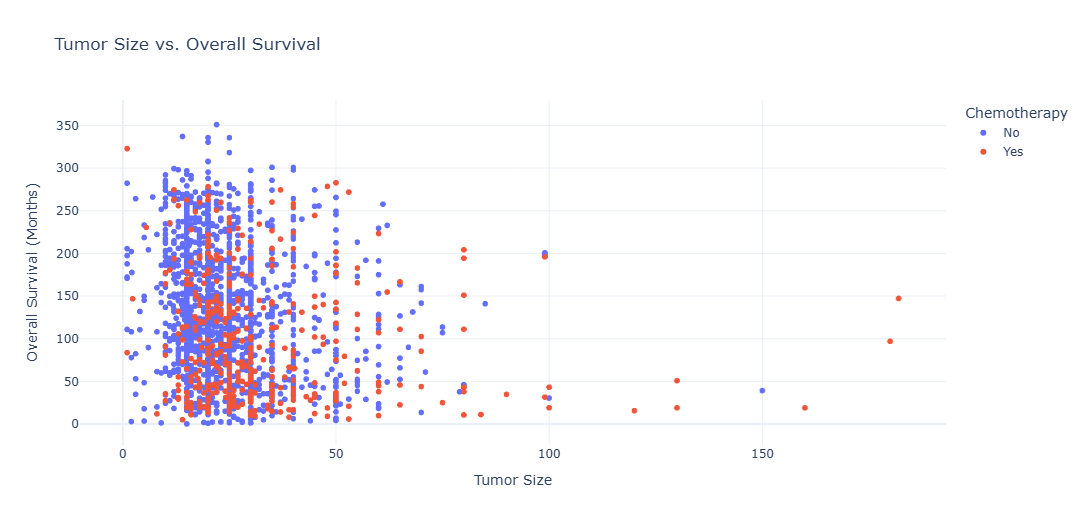 Tumor Size vs. Overall Survival
Chemotherapy
No
Yes
Overall Survival (Months)
350
300
250
200
150
100
50
0
0 50 100 150
Tumor Size